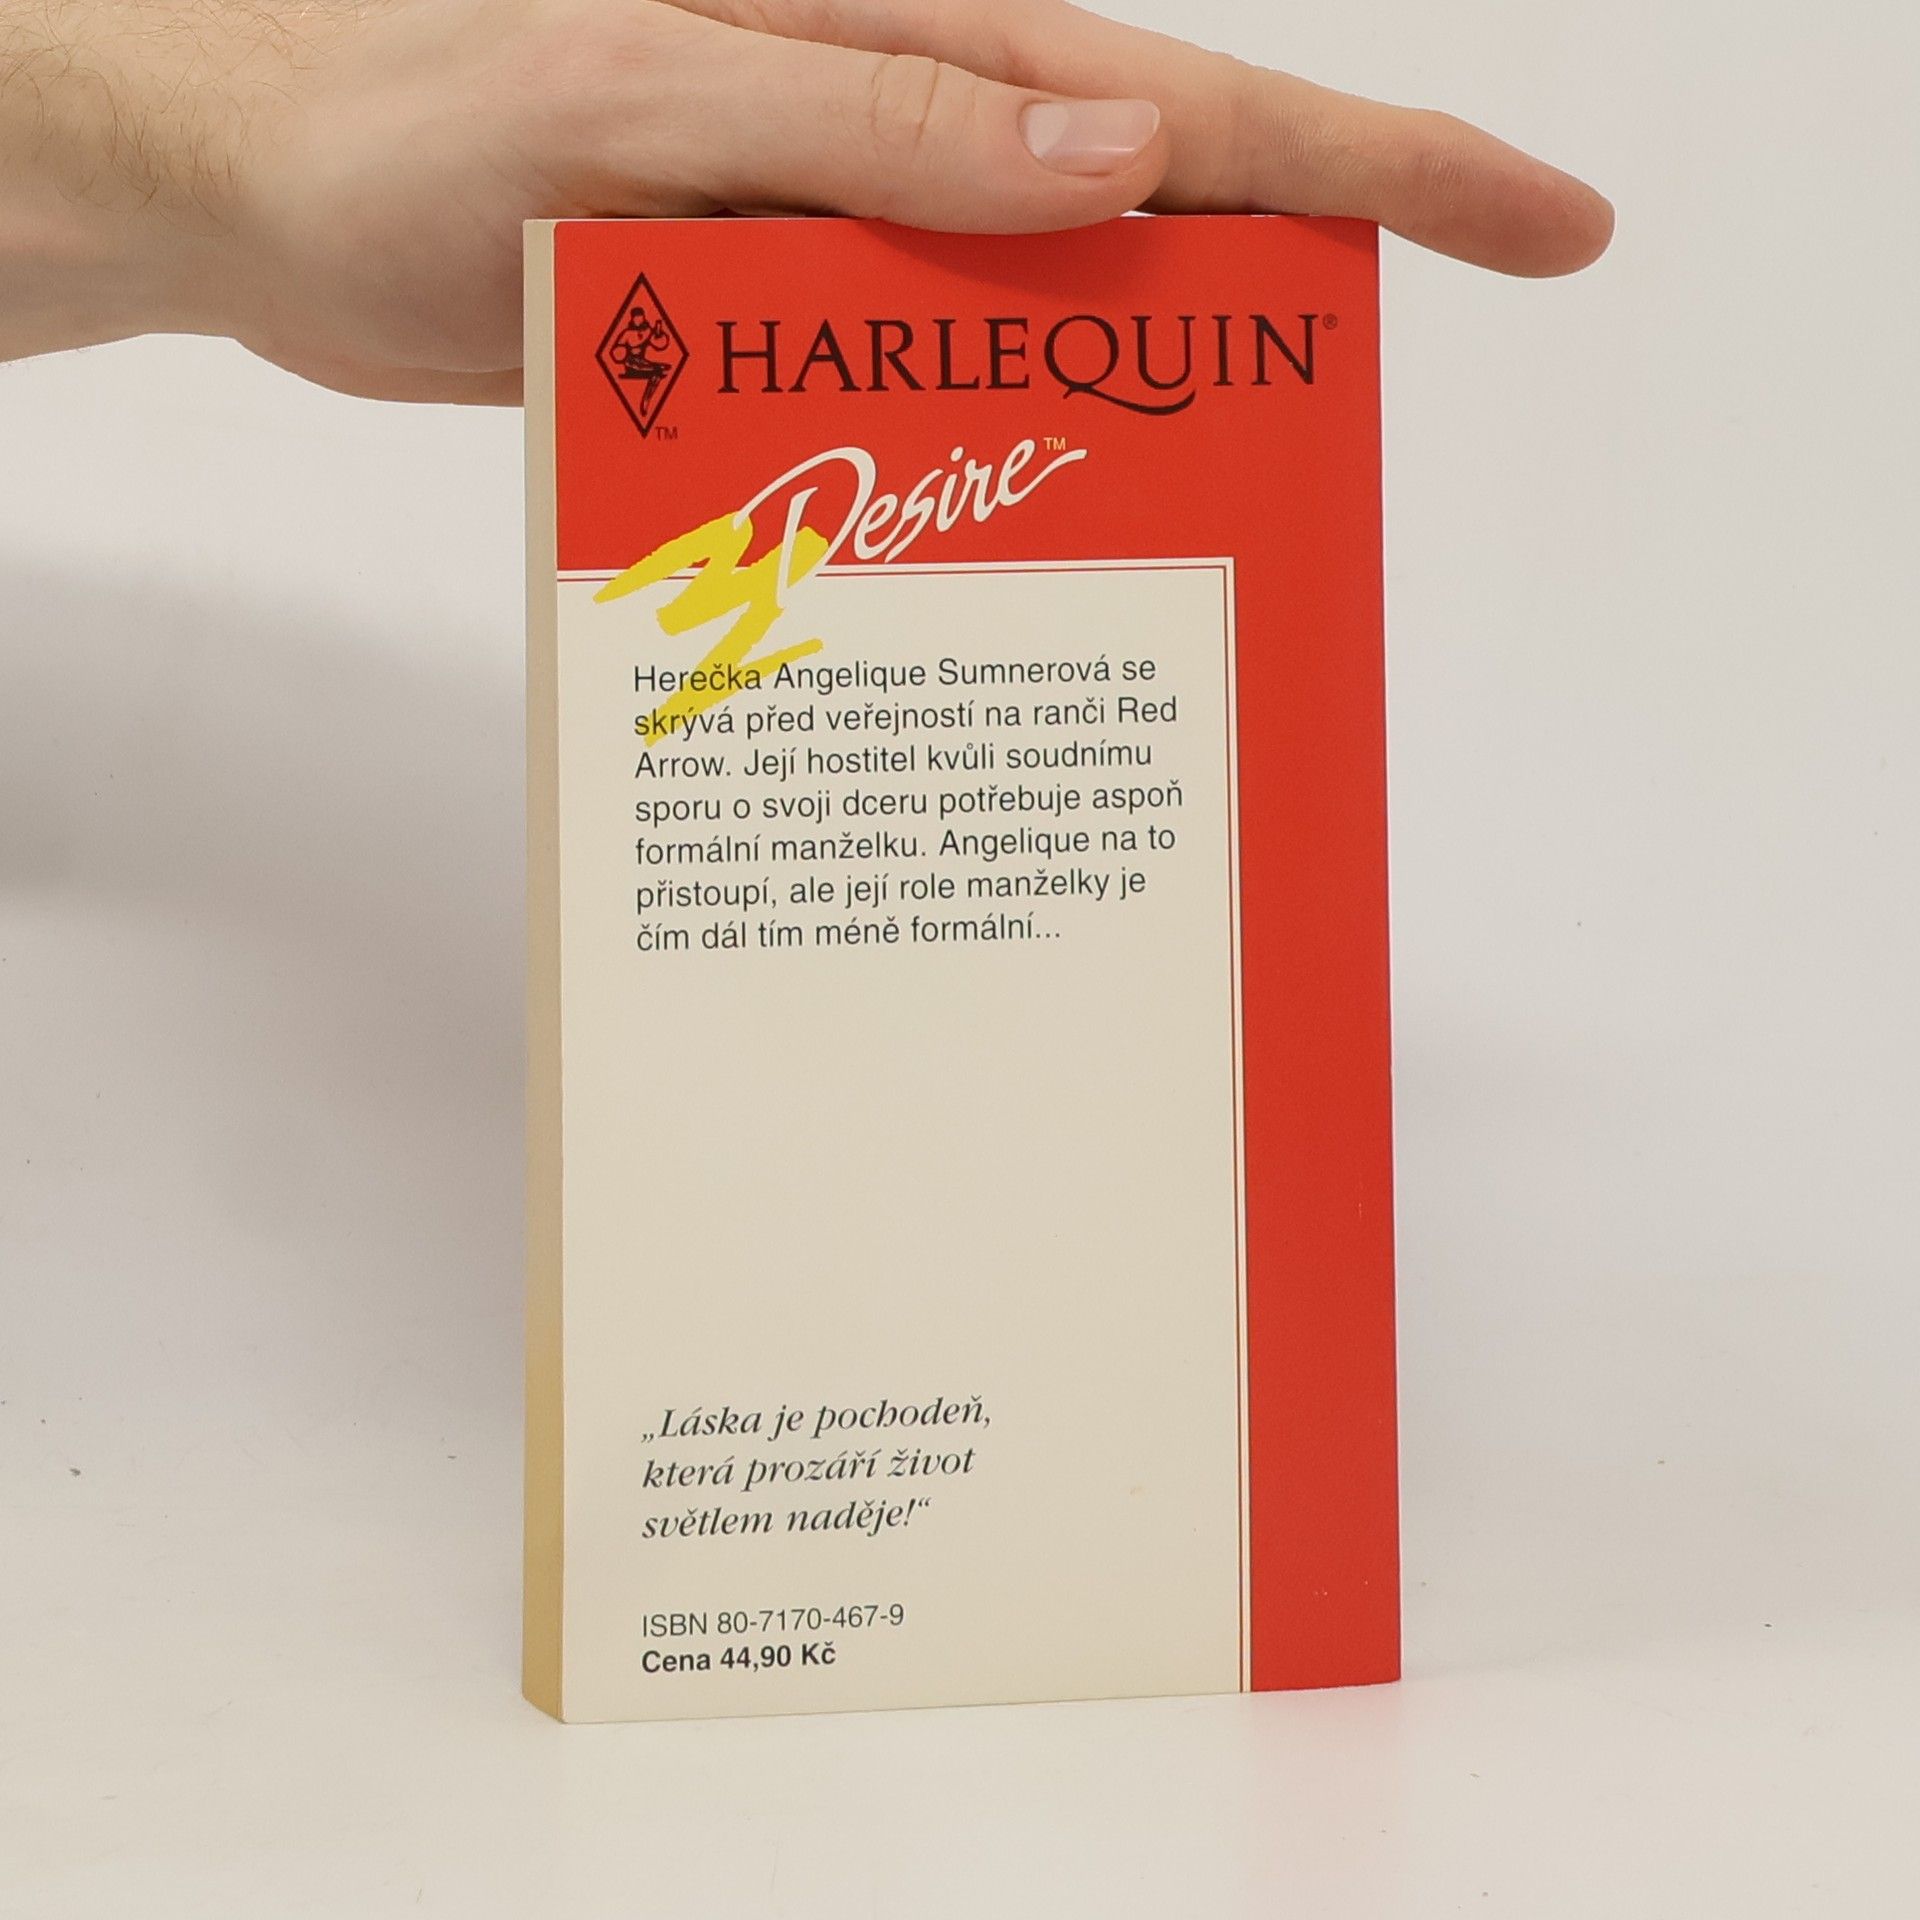 HARLEQUIN®
TM
Desire™
Herečka Angelique Sumnerová se
skrývá před veřejností na ranči Red
Arrow. Její hostitel kvůli soudnímu
sporu o svoji dceru potřebuje aspoň
formální manželku. Angelique na to
přistoupí, ale její role manželky je
čím dál tím méně formální...
„Láska je pochodeň,
která prozáří život
světlem naděje!“
ISBN 80-7170-467-9
Cena 44,90 Kč